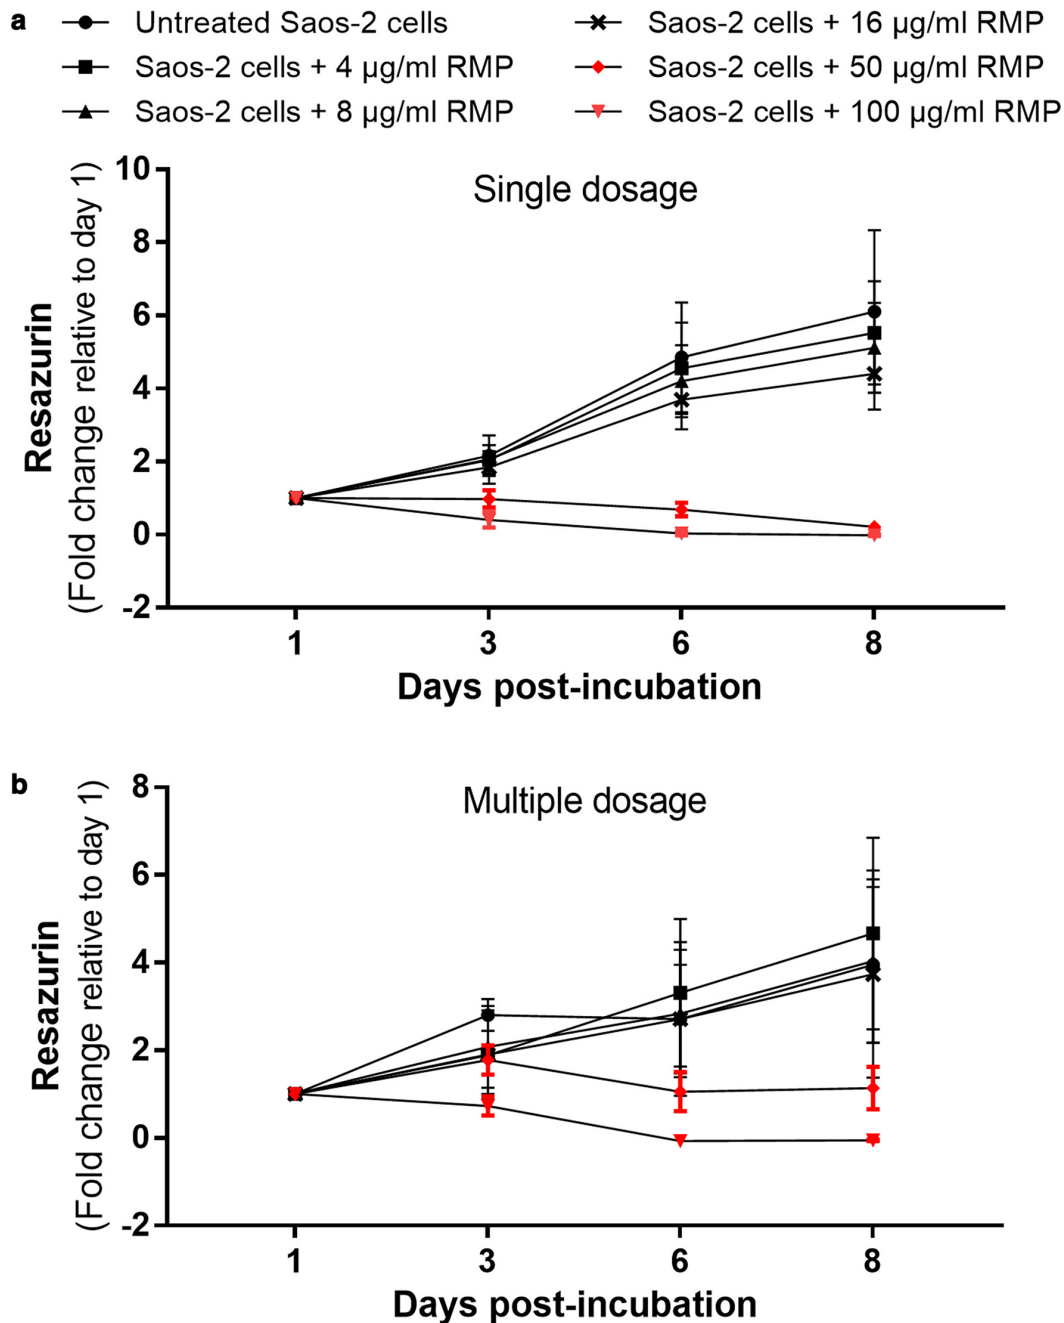 a
Untreated Saos-2 cells
Saos-2 cells + 4 µg/ml RMP
Saos-2 cells + 8 µg/ml RMP
Saos-2 cells + 16 µg/ml RMP
Saos-2 cells + 50 µg/ml RMP
Saos-2 cells + 100 µg/ml RMP
Single dosage
Resazurin
(Fold change relative to day 1)
10
8
6
4
2
0
-2
1 3 6 8
Days post-incubation
b
Multiple dosage
Resazurin
(Fold change relative to day 1)
8
6
4
2
0
-2
1 3 6 8
Days post-incubation